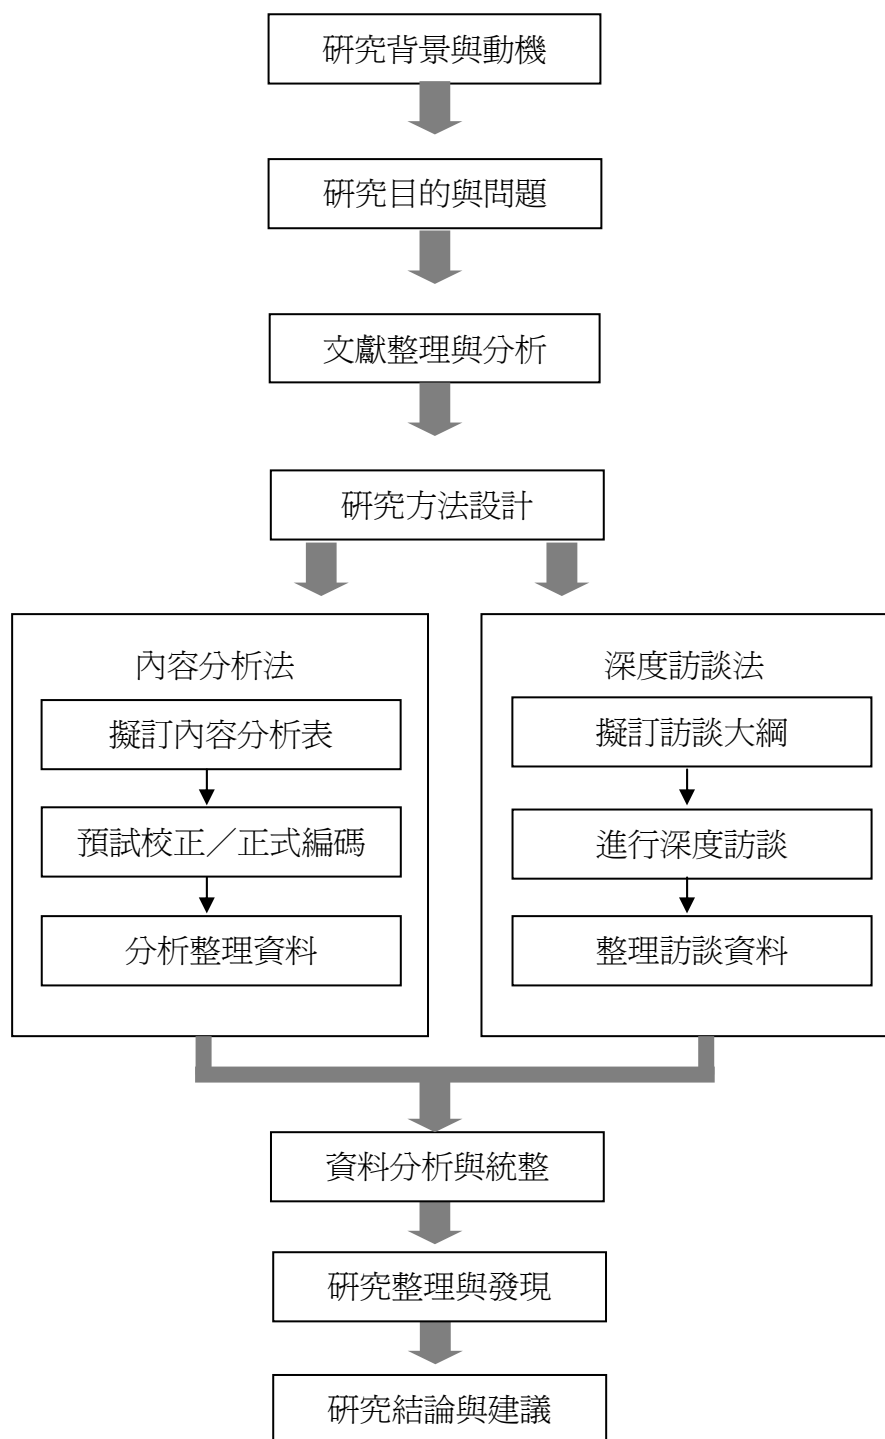 研究背景與動機
研究目的與問題
文獻整理與分析
研究方法設計
內容分析法
擬訂內容分析表
預試校正／正式編碼
分析整理資料
深度訪談法
擬訂訪談大綱
進行深度訪談
整理訪談資料
資料分析與統整
研究整理與發現
研究結論與建議